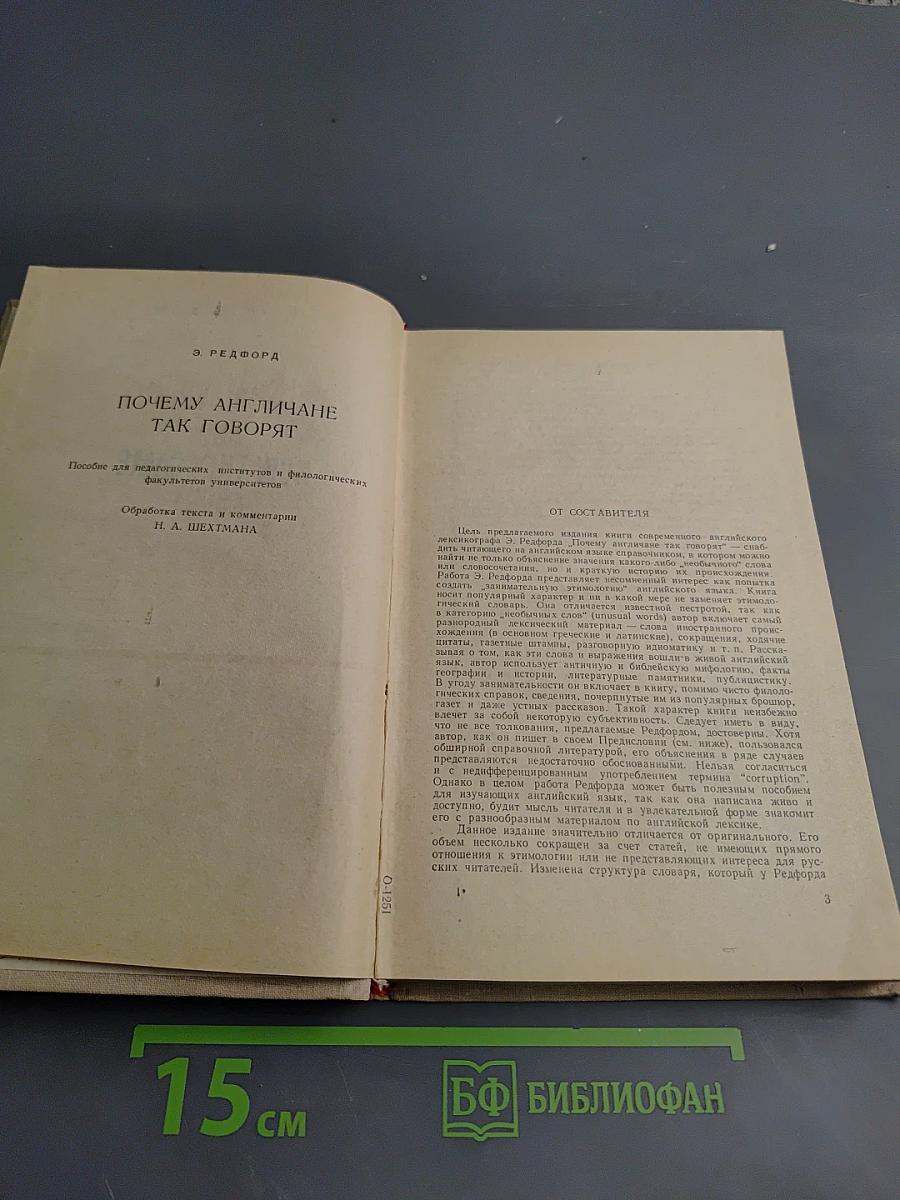 Э. РЕДФОРД
ПОЧЕМУ АНГЛИЧАНЕ
ТАК ГОВОРЯТ
Пособие для педагогических институтов и филологических
факультетов университетов
Обработка текста и комментарии
Н. А. ШЕХТМАНА
О-1251
ОТ СОСТАВИТЕЛЯ
Цель предлагаемого издания книги современного английского
лексикографа Э. Редфорда „Почему англичане так говорят" — снаб-
дить читающего на английском языке справочником, в котором можно
найти не только объяснение значения какого-либо „необычного" слова
или словосочетания, но и краткую историю их происхождения.
Работа Э. Редфорда представляет несомненный интерес как попытка
создать „занимательную этимологию" английского языка. Книга
носит популярный характер и ни в какой мере не заменяет этимоло-
гический словарь. Она отличается известной пестротой, так как
в категорию „необычных слов" (unusual words) автор включает самый
разнородный лексический материал — слова иностранного проис-
хождения (в основном греческие и латинские), сокращения, ходячие
цитаты, газетные штампы, разговорную идиоматику и т. п. Расска-
зывая о том, как эти слова и выражения вошли в живой английский
язык, автор использует античную и библейскую мифологию, факты
географии и истории, литературные памятники, публицистику.
В угоду занимательности он включает в книгу, помимо чисто филоло-
гических справок, сведения, почерпнутые им из популярных брошюр,
газет и даже устных рассказов. Такой характер книги неизбежно
влечет за собой некоторую субъективность. Следует иметь в виду,
что не все толкования, предлагаемые Редфордом, достоверны. Хотя
автор, как он пишет в своем Предисловии (см. ниже), пользовался
обширной справочной литературой, его объяснения в ряде случаев
представляются недостаточно обоснованными. Нельзя согласиться
и с недифференцированным употреблением термина “corruption”.
Однако в целом работа Редфорда может быть полезным пособием
для изучающих английский язык, так как она написана живо и
доступно, будит мысль читателя и в увлекательной форме знакомит
его с разнообразным материалом по английской лексике.
Данное издание значительно отличается от оригинального. Его
объем несколько сокращен за счет статей, не имеющих прямого
отношения к этимологии или не представляющих интереса для рус-
ских читателей. Изменена структура словаря, который у Редфорда
1*
3
15 см
БФ БИБЛИОФАН